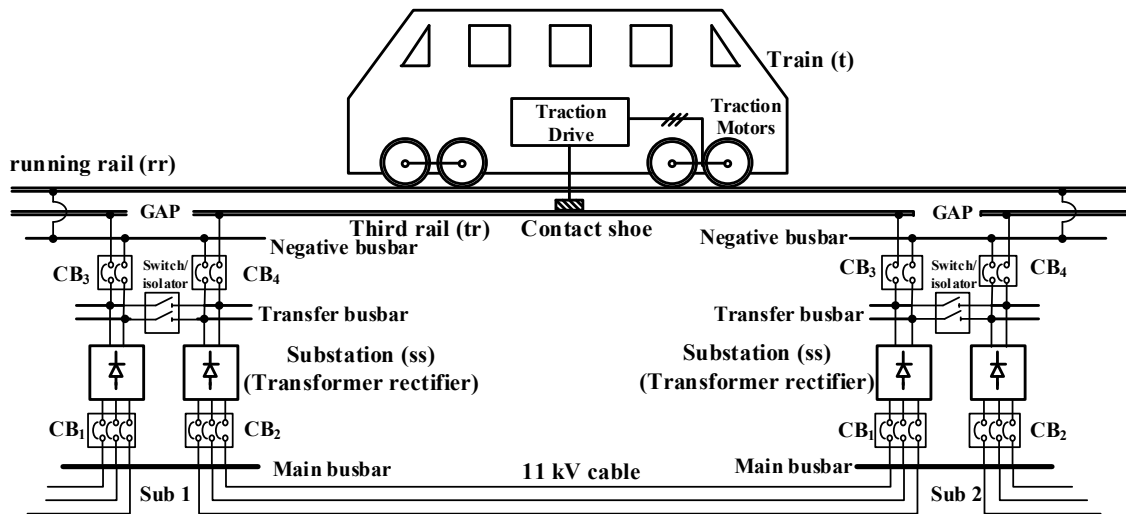 Train (t)
Traction
Drive
Traction
Motors
running rail (rr)
GAP
Third rail (tr)
Contact shoe
GAP
Negative busbar
Negative busbar
CB3
Switch/
isolator
CB4
CB3
Switch/
isolator
CB4
Transfer busbar
Transfer busbar
Substation (ss)
(Transformer rectifier)
Substation (ss)
(Transformer rectifier)
CB1
CB2
CB1
CB2
Main busbar
11 kV cable
Main busbar
Sub 1
Sub 2